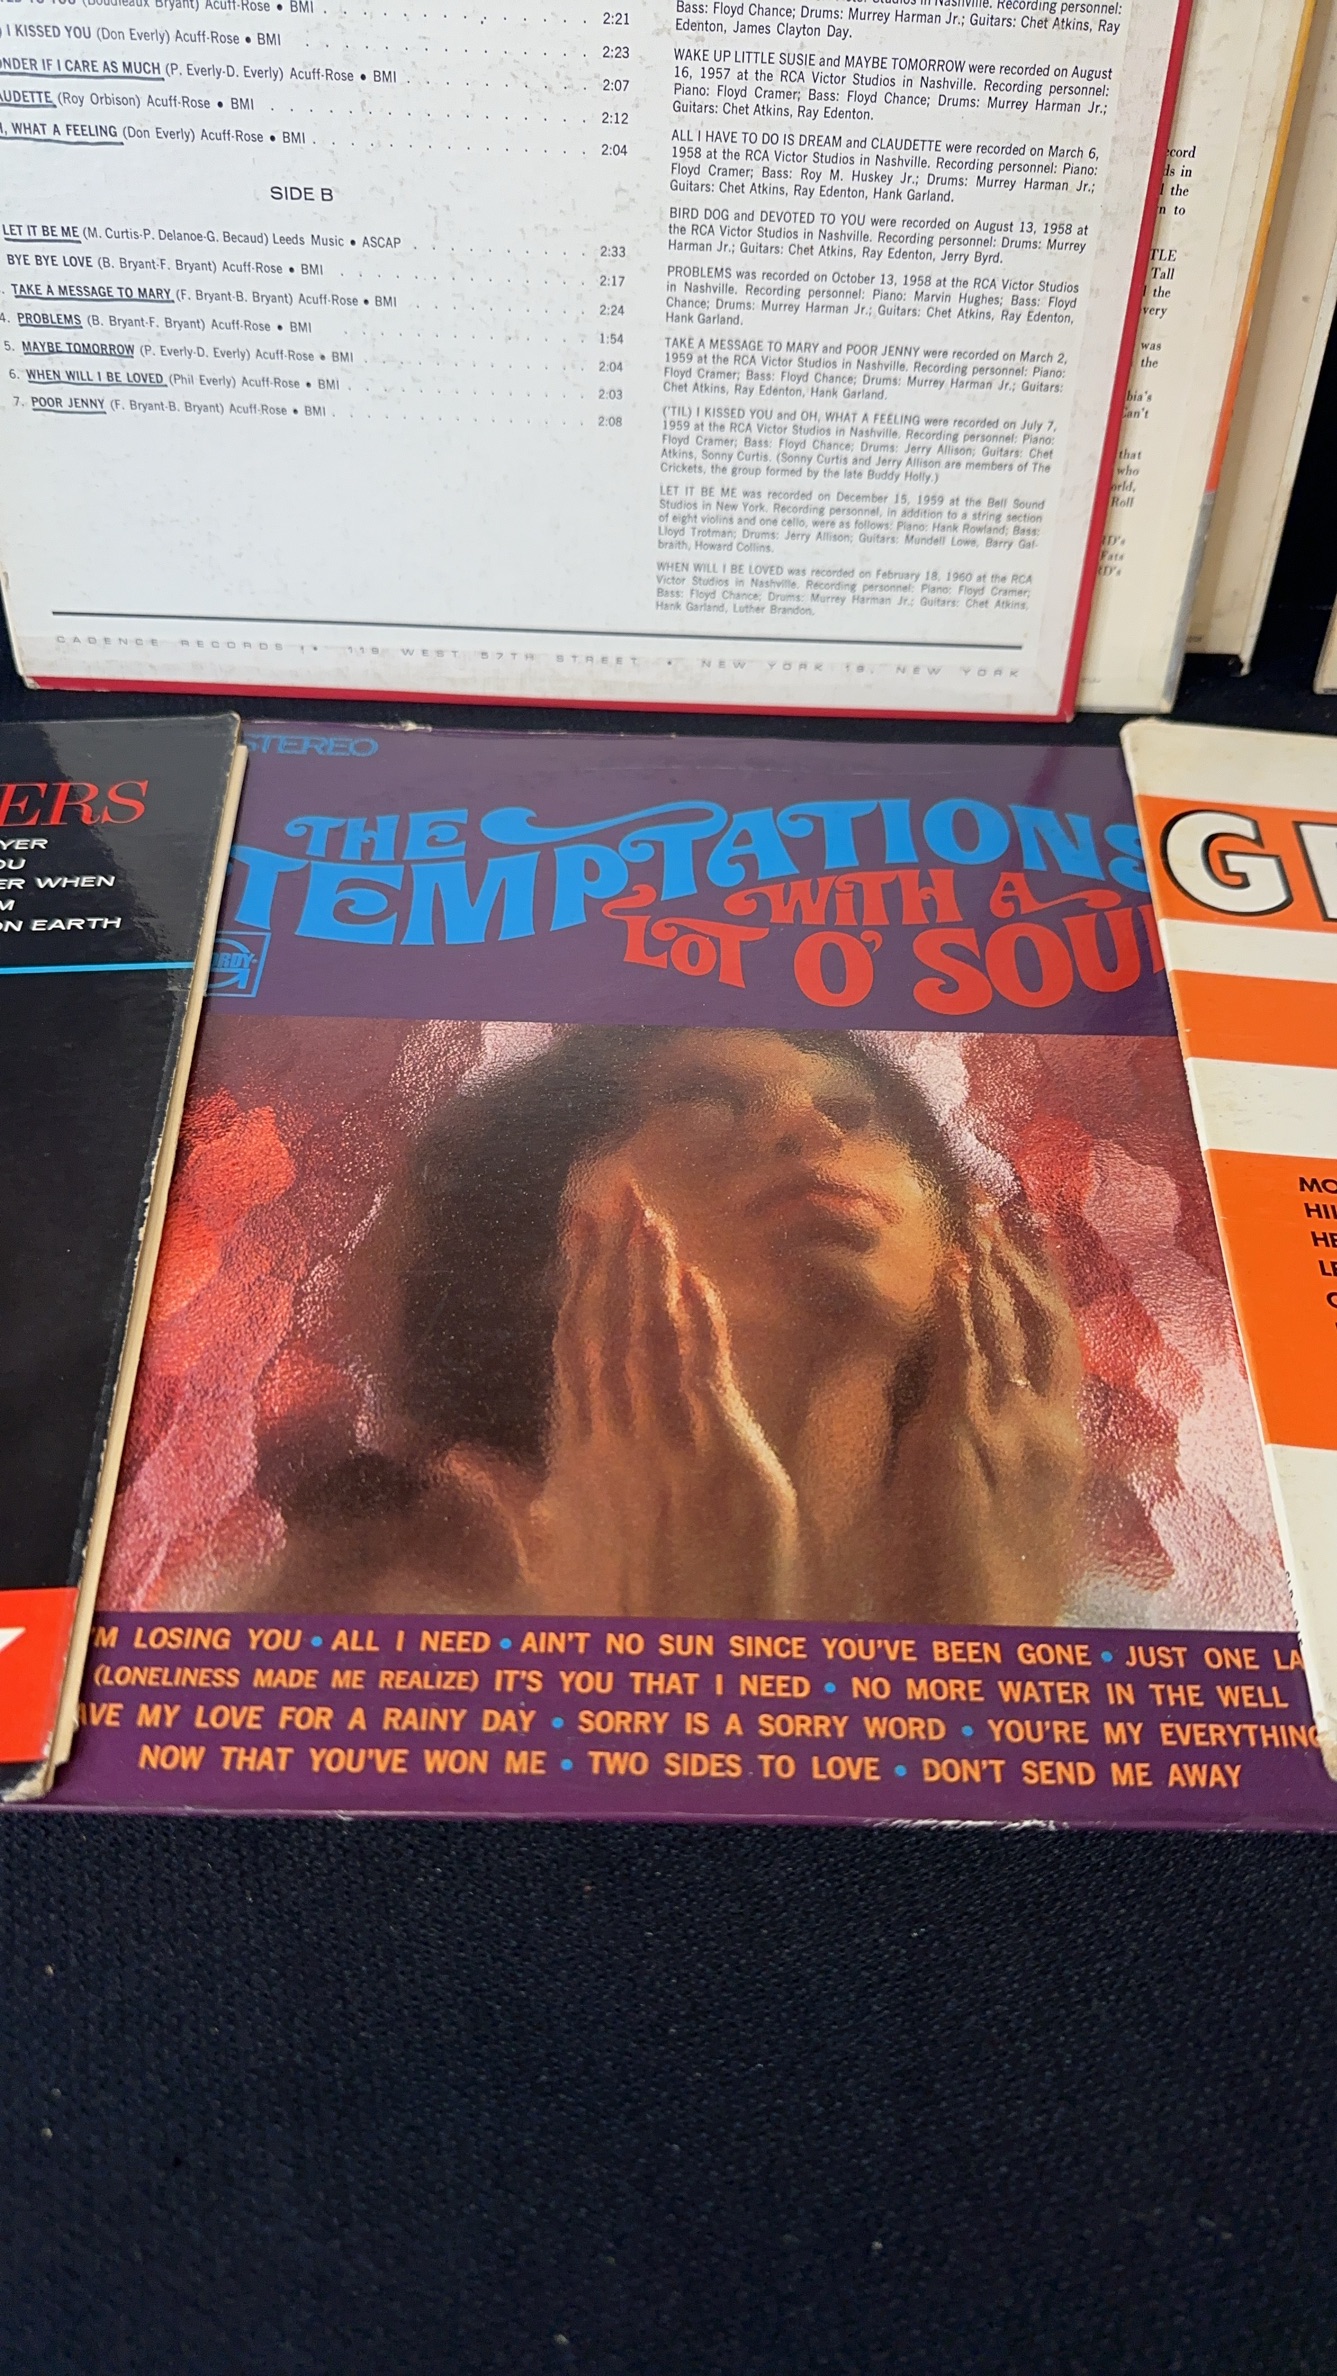 I KISSED YOU (Don Everly) Acuff-Rose • BMI 2:21
IF I CARE AS MUCH (P. Everly-D. Everly) Acuff-Rose • BMI 2:23
(Roy Orbison) Acuff-Rose • BMI 2:07
WHAT A FEELING (Don Everly) Acuff-Rose • BMI 2:12
2:04
SIDE B
LET IT BE ME (M. Curtis-P. Delanoe-G. Becaud) Leeds Music • ASCAP 2:33
BYE BYE LOVE (B. Bryant-F. Bryant) Acuff-Rose • BMI 2:17
TAKE A MESSAGE TO MARY (F. Bryant-B. Bryant) Acuff-Rose • BMI 2:24
4. PROBLEMS (B. Bryant-F. Bryant) Acuff-Rose • BMI 1:54
5. MAYBE TOMORROW (P. Everly-D. Everly) Acuff-Rose • BMI 2:04
6. WHEN WILL I BE LOVED (Phil Everly) Acuff-Rose • BMI 2:03
7. POOR JENNY (F. Bryant-B. Bryant) Acuff-Rose • BMI 2:08
Nashville. Recording personnel:
Bass: Floyd Chance; Drums: Murrey Harman Jr.; Guitars: Chet Atkins, Ray
Edenton, James Clayton Day.
WAKE UP LITTLE SUSIE and MAYBE TOMORROW were recorded on August
16, 1957 at the RCA Victor Studios in Nashville. Recording personnel:
Piano: Floyd Cramer; Bass: Floyd Chance; Drums: Murrey Harman Jr.;
Guitars: Chet Atkins, Ray Edenton.
ALL I HAVE TO DO IS DREAM and CLAUDETTE were recorded on March 6,
1958 at the RCA Victor Studios in Nashville. Recording personnel: Piano:
Floyd Cramer; Bass: Roy M. Huskey Jr.; Drums: Murrey Harman Jr.;
Guitars: Chet Atkins, Ray Edenton, Hank Garland.
BIRD DOG and DEVOTED TO YOU were recorded on August 13, 1958 at
the RCA Victor Studios in Nashville. Recording personnel: Drums: Murrey
Harman Jr.; Guitars: Chet Atkins, Ray Edenton, Jerry Byrd.
PROBLEMS was recorded on October 13, 1958 at the RCA Victor Studios
in Nashville. Recording personnel: Piano: Marvin Hughes; Bass: Floyd
Chance; Drums: Murrey Harman Jr.; Guitars: Chet Atkins, Ray Edenton,
Hank Garland.
TAKE A MESSAGE TO MARY and POOR JENNY were recorded on March 2,
1959 at the RCA Victor Studios in Nashville. Recording personnel: Piano:
Floyd Cramer; Bass: Floyd Chance; Drums: Murrey Harman Jr.; Guitars:
Chet Atkins, Ray Edenton, Hank Garland.
('TIL) I KISSED YOU and OH, WHAT A FEELING were recorded on July 7,
1959 at the RCA Victor Studios in Nashville. Recording personnel: Piano:
Floyd Cramer; Bass: Floyd Chance; Drums: Jerry Allison; Guitars: Chet
Atkins, Sonny Curtis. (Sonny Curtis and Jerry Allison are members of The
Crickets, the group formed by the late Buddy Holly.)
LET IT BE ME was recorded on December 15, 1959 at the Bell Sound
Studios in New York. Recording personnel, in addition to a string section
of eight violins and one cello, were as follows: Piano: Hank Rowland; Bass:
Lloyd Trotman; Drums: Jerry Allison; Guitars: Mundell Lowe, Barry Gal-
braith, Howard Collins.
WHEN WILL I BE LOVED was recorded on February 18, 1960 at the RCA
Victor Studios in Nashville. Recording personnel: Piano: Floyd Cramer;
Bass: Floyd Chance; Drums: Murrey Harman Jr.; Guitars: Chet Atkins,
Hank Garland, Luther Brandon.
CADENCE RECORDS • 119 WEST 57TH STREET • NEW YORK 19, NEW YORK
in
the
to
Tall
the
was
the
that
who
Roll
ERS
WHEN
ON EARTH
STEREO
THE
TEMPTATIONS
WITH A
LOT O' SOUL
'M LOSING YOU • ALL I NEED • AIN'T NO SUN SINCE YOU'VE BEEN GONE • JUST ONE LA
(LONELINESS MADE ME REALIZE) IT'S YOU THAT I NEED • NO MORE WATER IN THE WELL
AVE MY LOVE FOR A RAINY DAY • SORRY IS A SORRY WORD • YOU'RE MY EVERYTHING
NOW THAT YOU'VE WON ME • TWO SIDES TO LOVE • DON'T SEND ME AWAY
G
MO
HI
HE